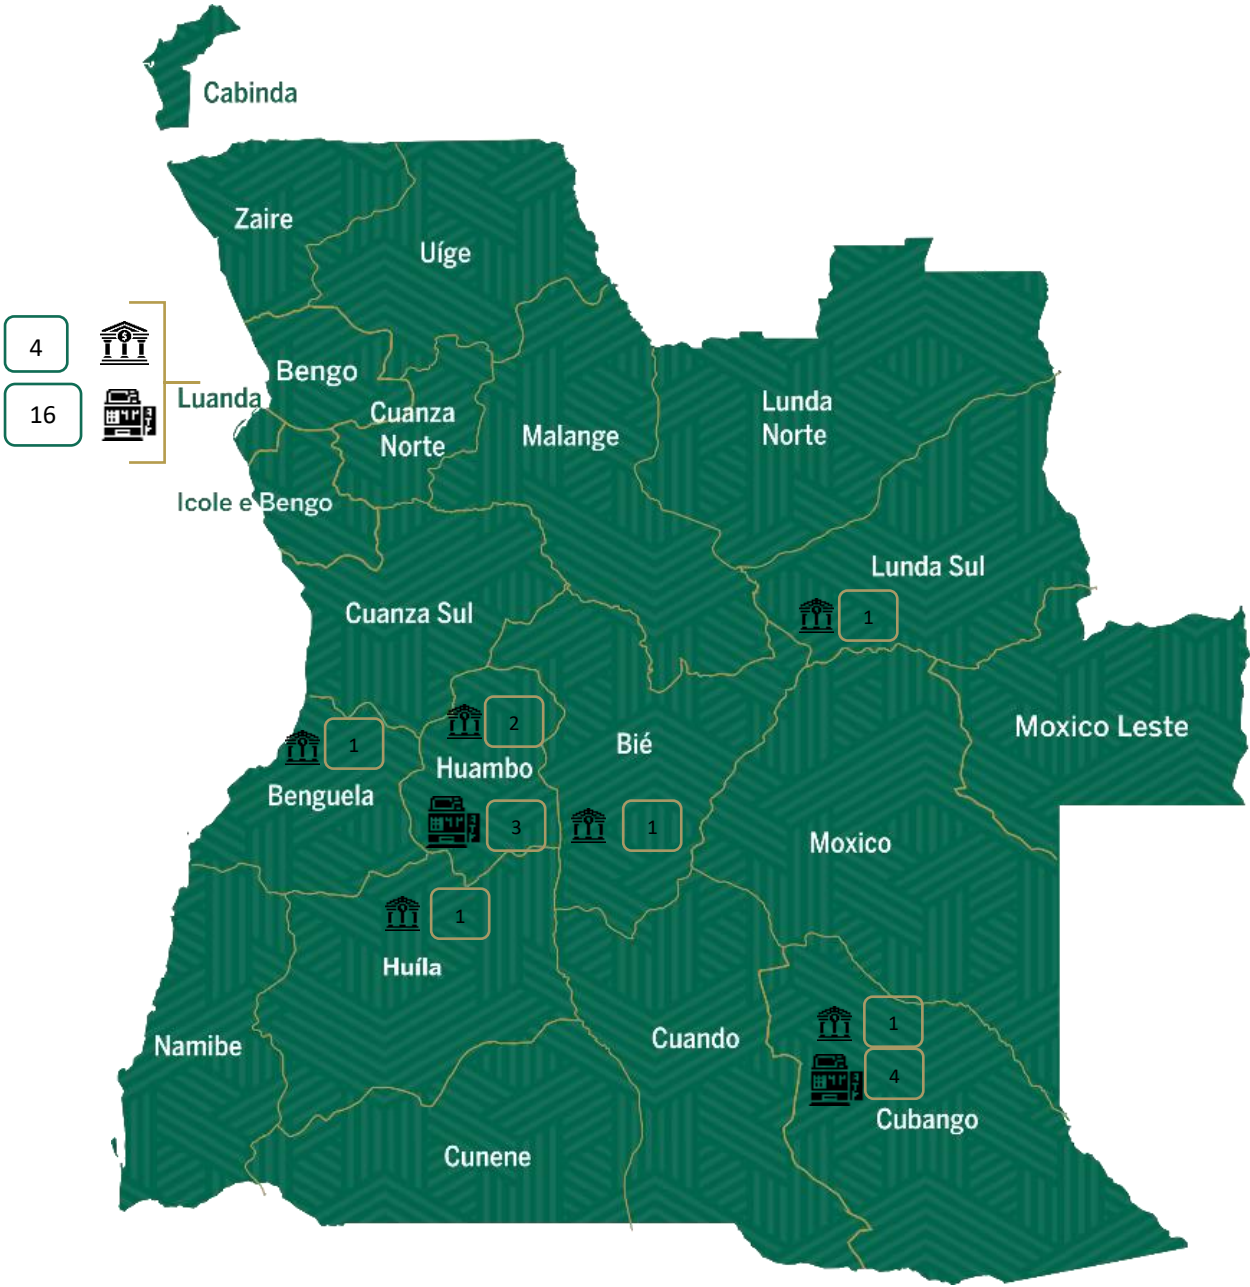 Cabinda
Zaire
Uíge
4
16
Luanda
Bengo
Cuanza
Norte
Malange
Lunda
Norte
Icole e Bengo
Lunda Sul
1
Cuanza Sul
2
1
Huambo
Benguela
3
Bié
1
Moxico Leste
Moxico
1
Huíla
Namibe
Cuando
1
4
Cubango
Cunene